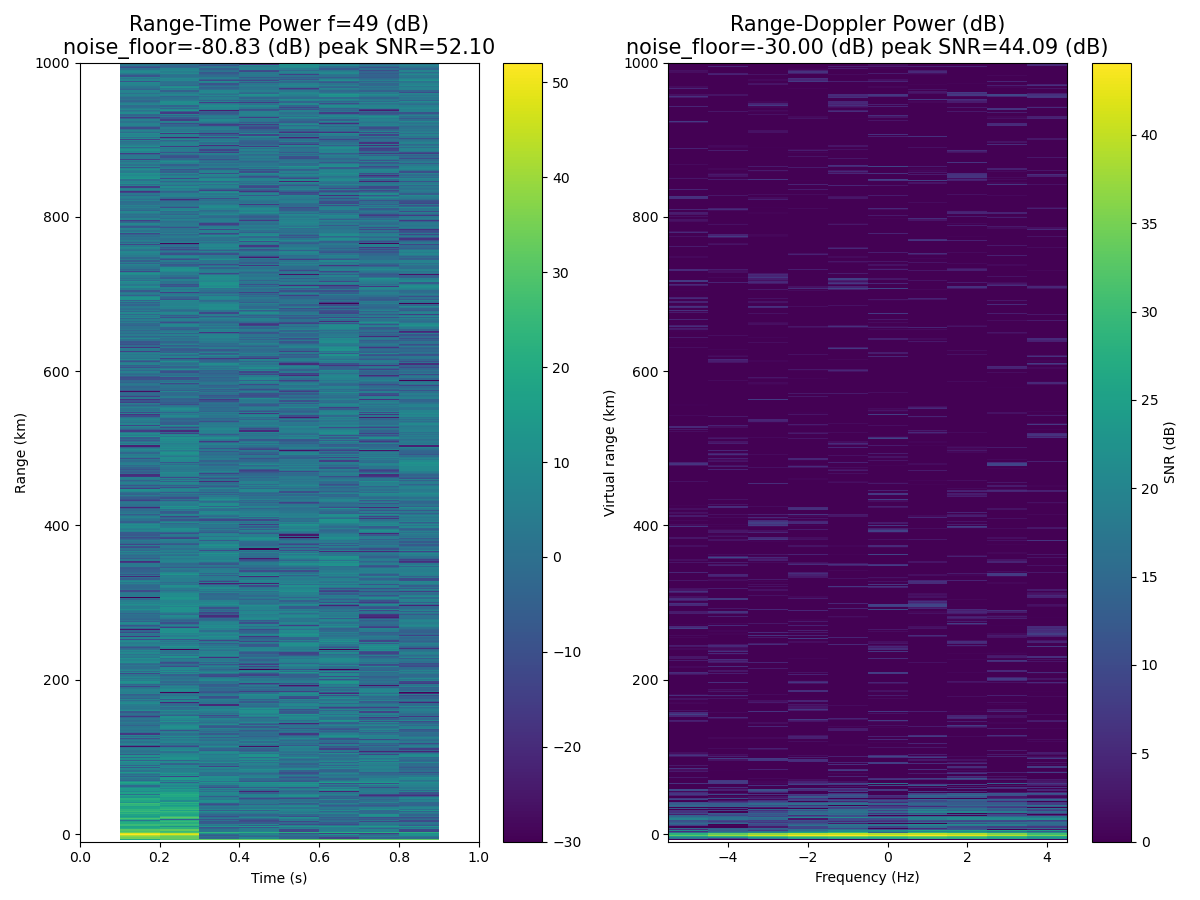 Range-Time Power f=49 (dB)
noise_floor=-80.83 (dB) peak SNR=52.10
Range (km)
1000
800
600
400
200
0
0.0 0.2 0.4 0.6 0.8 1.0
Time (s)
50
40
30
20
10
0
−10
−20
−30
Range-Doppler Power (dB)
noise_floor=-30.00 (dB) peak SNR=44.09 (dB)
Virtual range (km)
1000
800
600
400
200
0
−4 −2 0 2 4
Frequency (Hz)
40
35
30
25
20
15
10
5
0
SNR (dB)